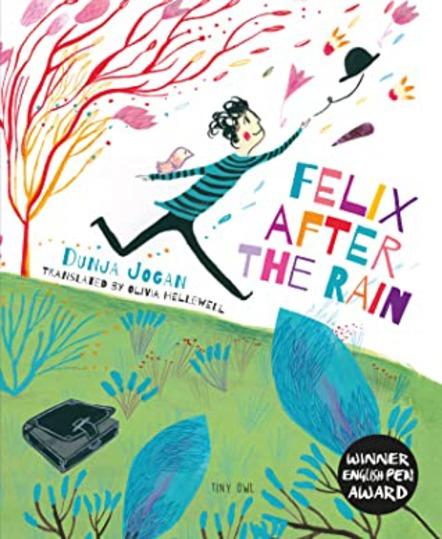 FELIX
AFTER
THE RAIN
DUNJA JOGAN
TRANSLATED BY OLIVIA HELLEWELL
WINNER
ENGLISH PEN
AWARD
TINY OWL